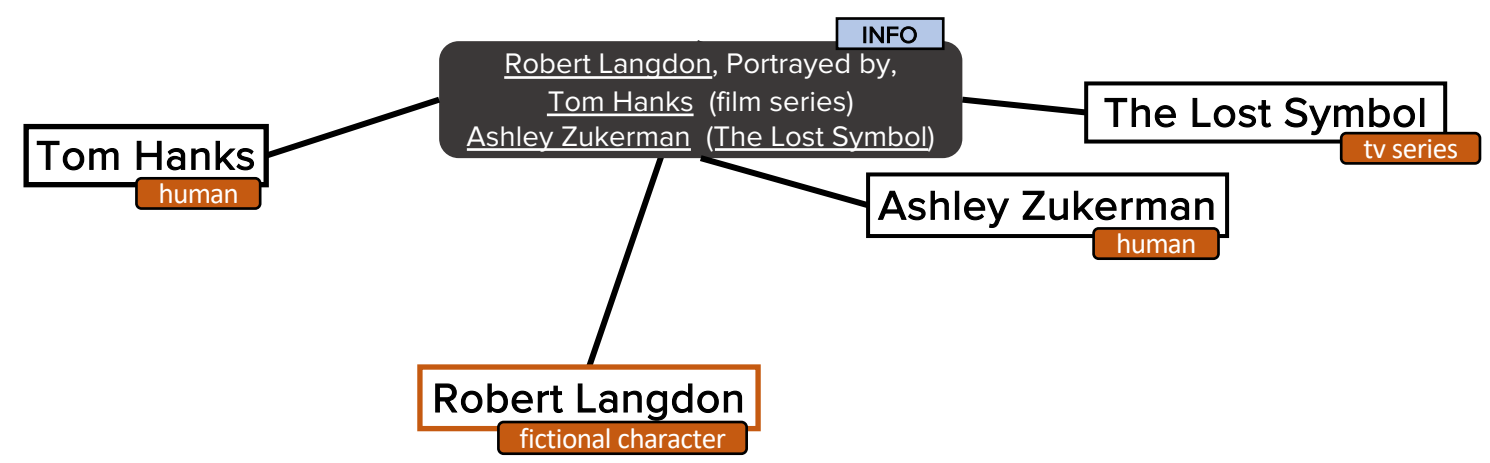 INFO
Robert Langdon, Portrayed by,
Tom Hanks (film series)
Ashley Zukerman (The Lost Symbol)
The Lost Symbol
tv series
Tom Hanks
human
Ashley Zukerman
human
Robert Langdon
fictional character